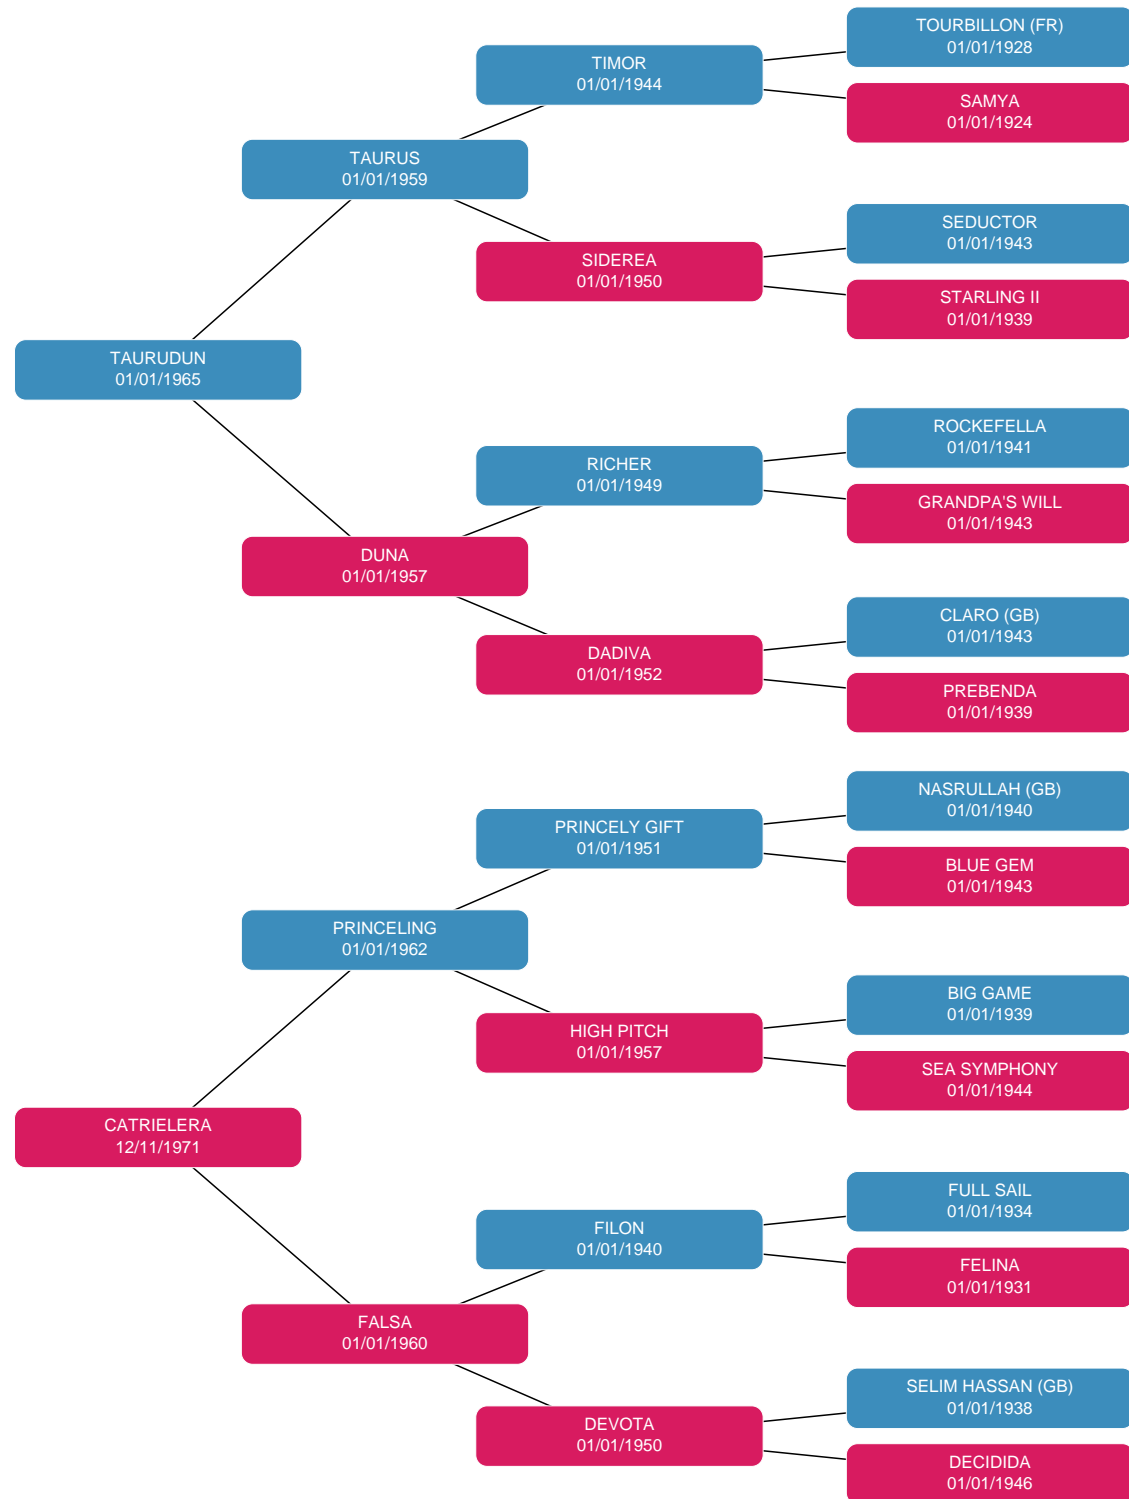 TOURBILLON (FR)
01/01/1928
TIMOR
01/01/1944
SAMYA
01/01/1924
TAURUS
01/01/1959
SEDUCTOR
01/01/1943
SIDEREA
01/01/1950
STARLING II
01/01/1939
TAURUDUN
01/01/1965
ROCKEFELLA
01/01/1941
RICHER
01/01/1949
GRANDPA'S WILL
01/01/1943
DUNA
01/01/1957
CLARO (GB)
01/01/1943
DADIVA
01/01/1952
PREBENDA
01/01/1939
NASRULLAH (GB)
01/01/1940
PRINCELY GIFT
01/01/1951
BLUE GEM
01/01/1943
PRINCELING
01/01/1962
BIG GAME
01/01/1939
HIGH PITCH
01/01/1957
SEA SYMPHONY
01/01/1944
CATRIELERA
12/11/1971
FULL SAIL
01/01/1934
FILON
01/01/1940
FELINA
01/01/1931
FALSA
01/01/1960
SELIM HASSAN (GB)
01/01/1938
DEVOTA
01/01/1950
DECIDIDA
01/01/1946